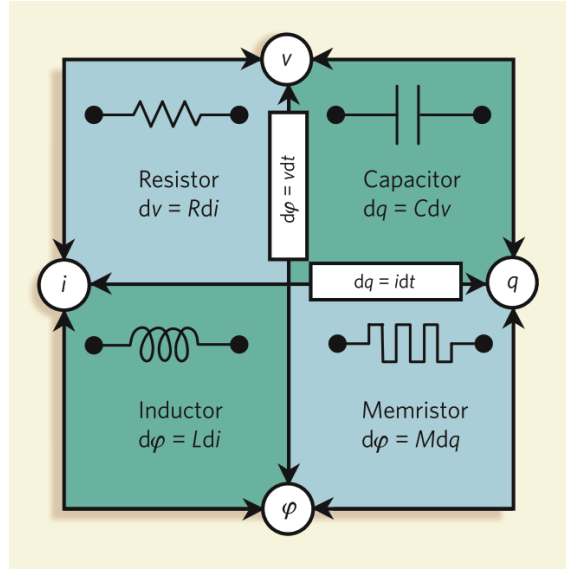 v
Resistor
dv = Rdi
Capacitor
dq = Cdv
dφ = vdt
i
dq = idt
q
Inductor
dφ = Ldi
Memristor
dφ = Mdq
φ